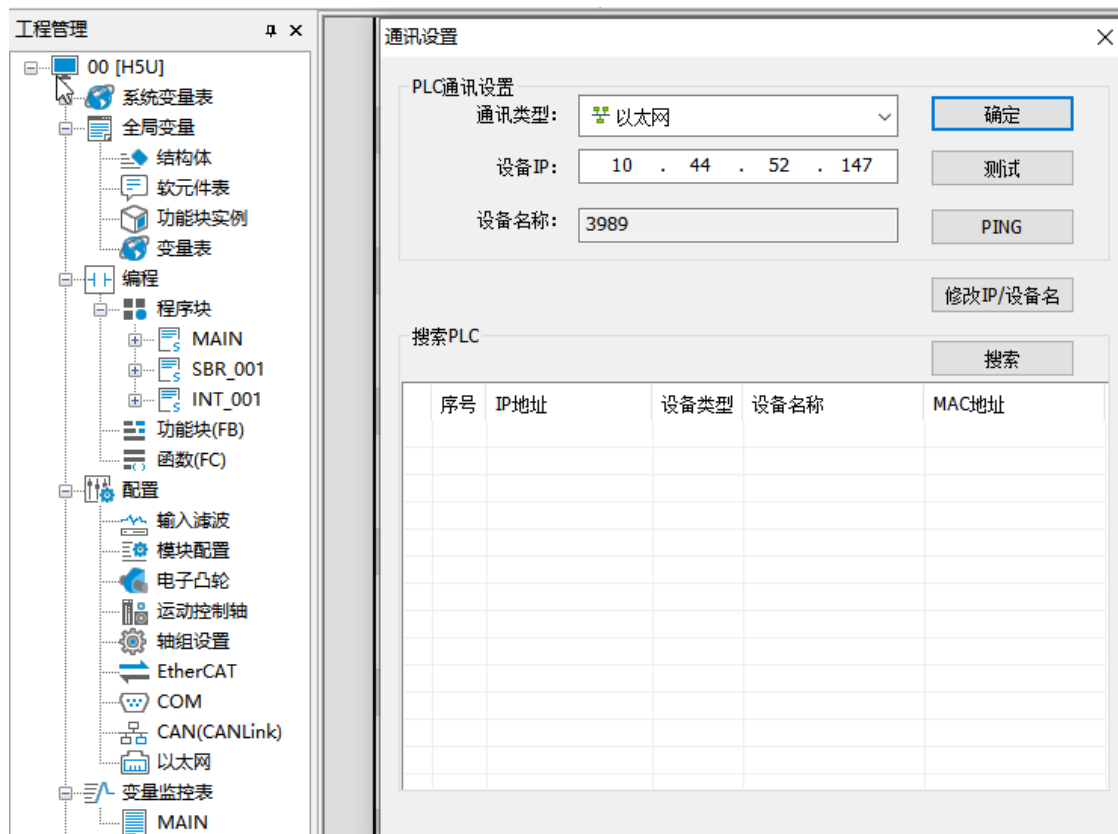 工程管理
00 [H5U]
系统变量表
全局变量
结构体
软元件表
功能块实例
变量表
编程
程序块
MAIN
SBR_001
INT_001
功能块(FB)
函数(FC)
配置
输入滤波
模块配置
电子凸轮
运动控制轴
轴组设置
EtherCAT
COM
CAN(CANLink)
以太网
变量监控表
MAIN
通讯设置
PLC通讯设置
通讯类型: 以太网 确定
设备IP: 10 . 44 . 52 . 147 测试
设备名称: 3989 PING
修改IP/设备名
搜索PLC
搜索
序号 IP地址 设备类型 设备名称 MAC地址